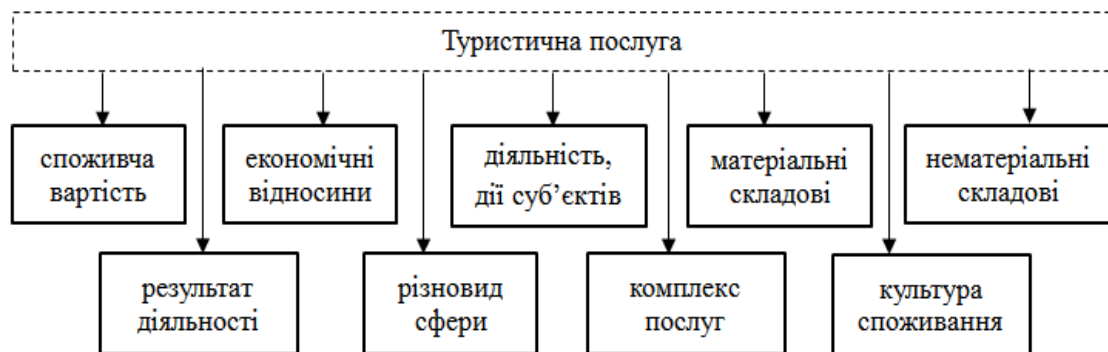 Туристична послуга
споживча
вартість
економічні
відносини
діяльність,
дії суб’єктів
матеріальні
складові
нематеріальні
складові
результат
діяльності
різновид
сфери
комплекс
послуг
культура
споживання